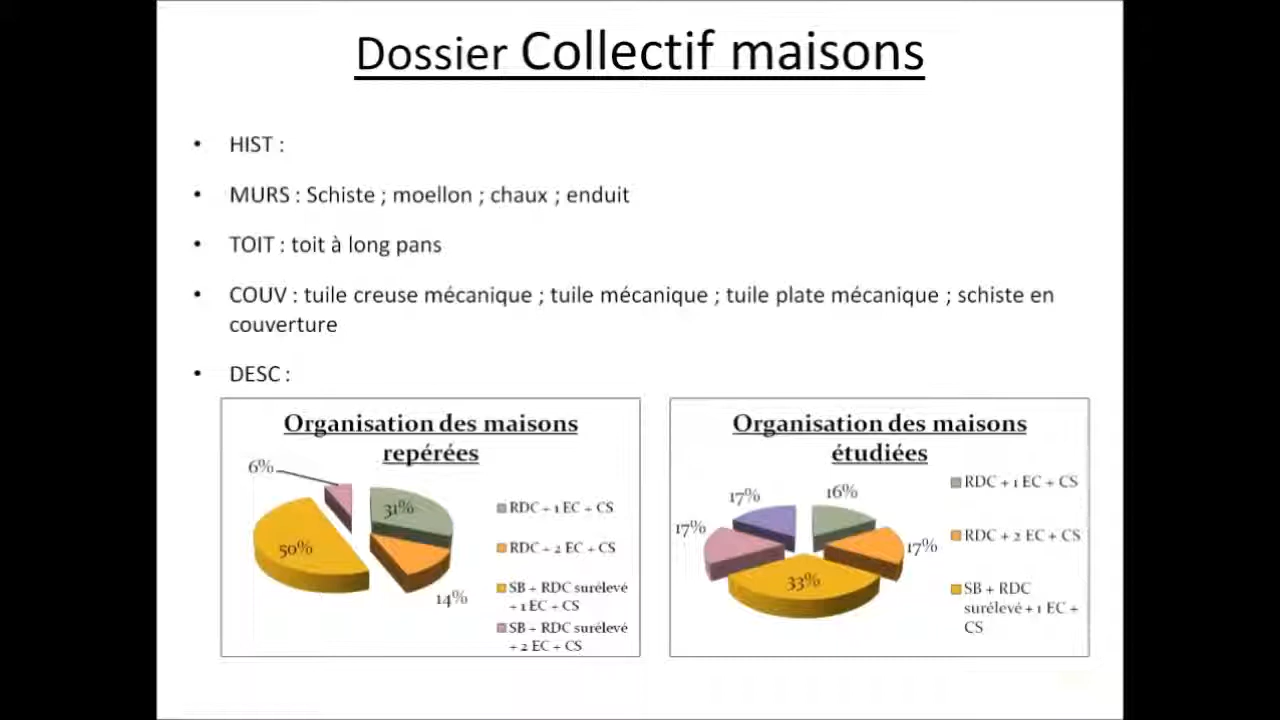 Dossier Collectif maisons
• HIST :
• MURS : Schiste ; moellon ; chaux ; enduit
• TOIT : toit à long pans
• COUV : tuile creuse mécanique ; tuile mécanique ; tuile plate mécanique ; schiste en
couverture
• DESC :
Organisation des maisons
repérées
6%
31%
50%
14%
RDC + 1 EC + CS
RDC + 2 EC + CS
SB + RDC surélevé
+ 1 EC + CS
SB + RDC surélevé
+ 2 EC + CS
Organisation des maisons
étudiées
17%
16%
17%
17%
33%
RDC + 1 EC + CS
RDC + 2 EC + CS
SB + RDC
surélevé + 1 EC +
CS